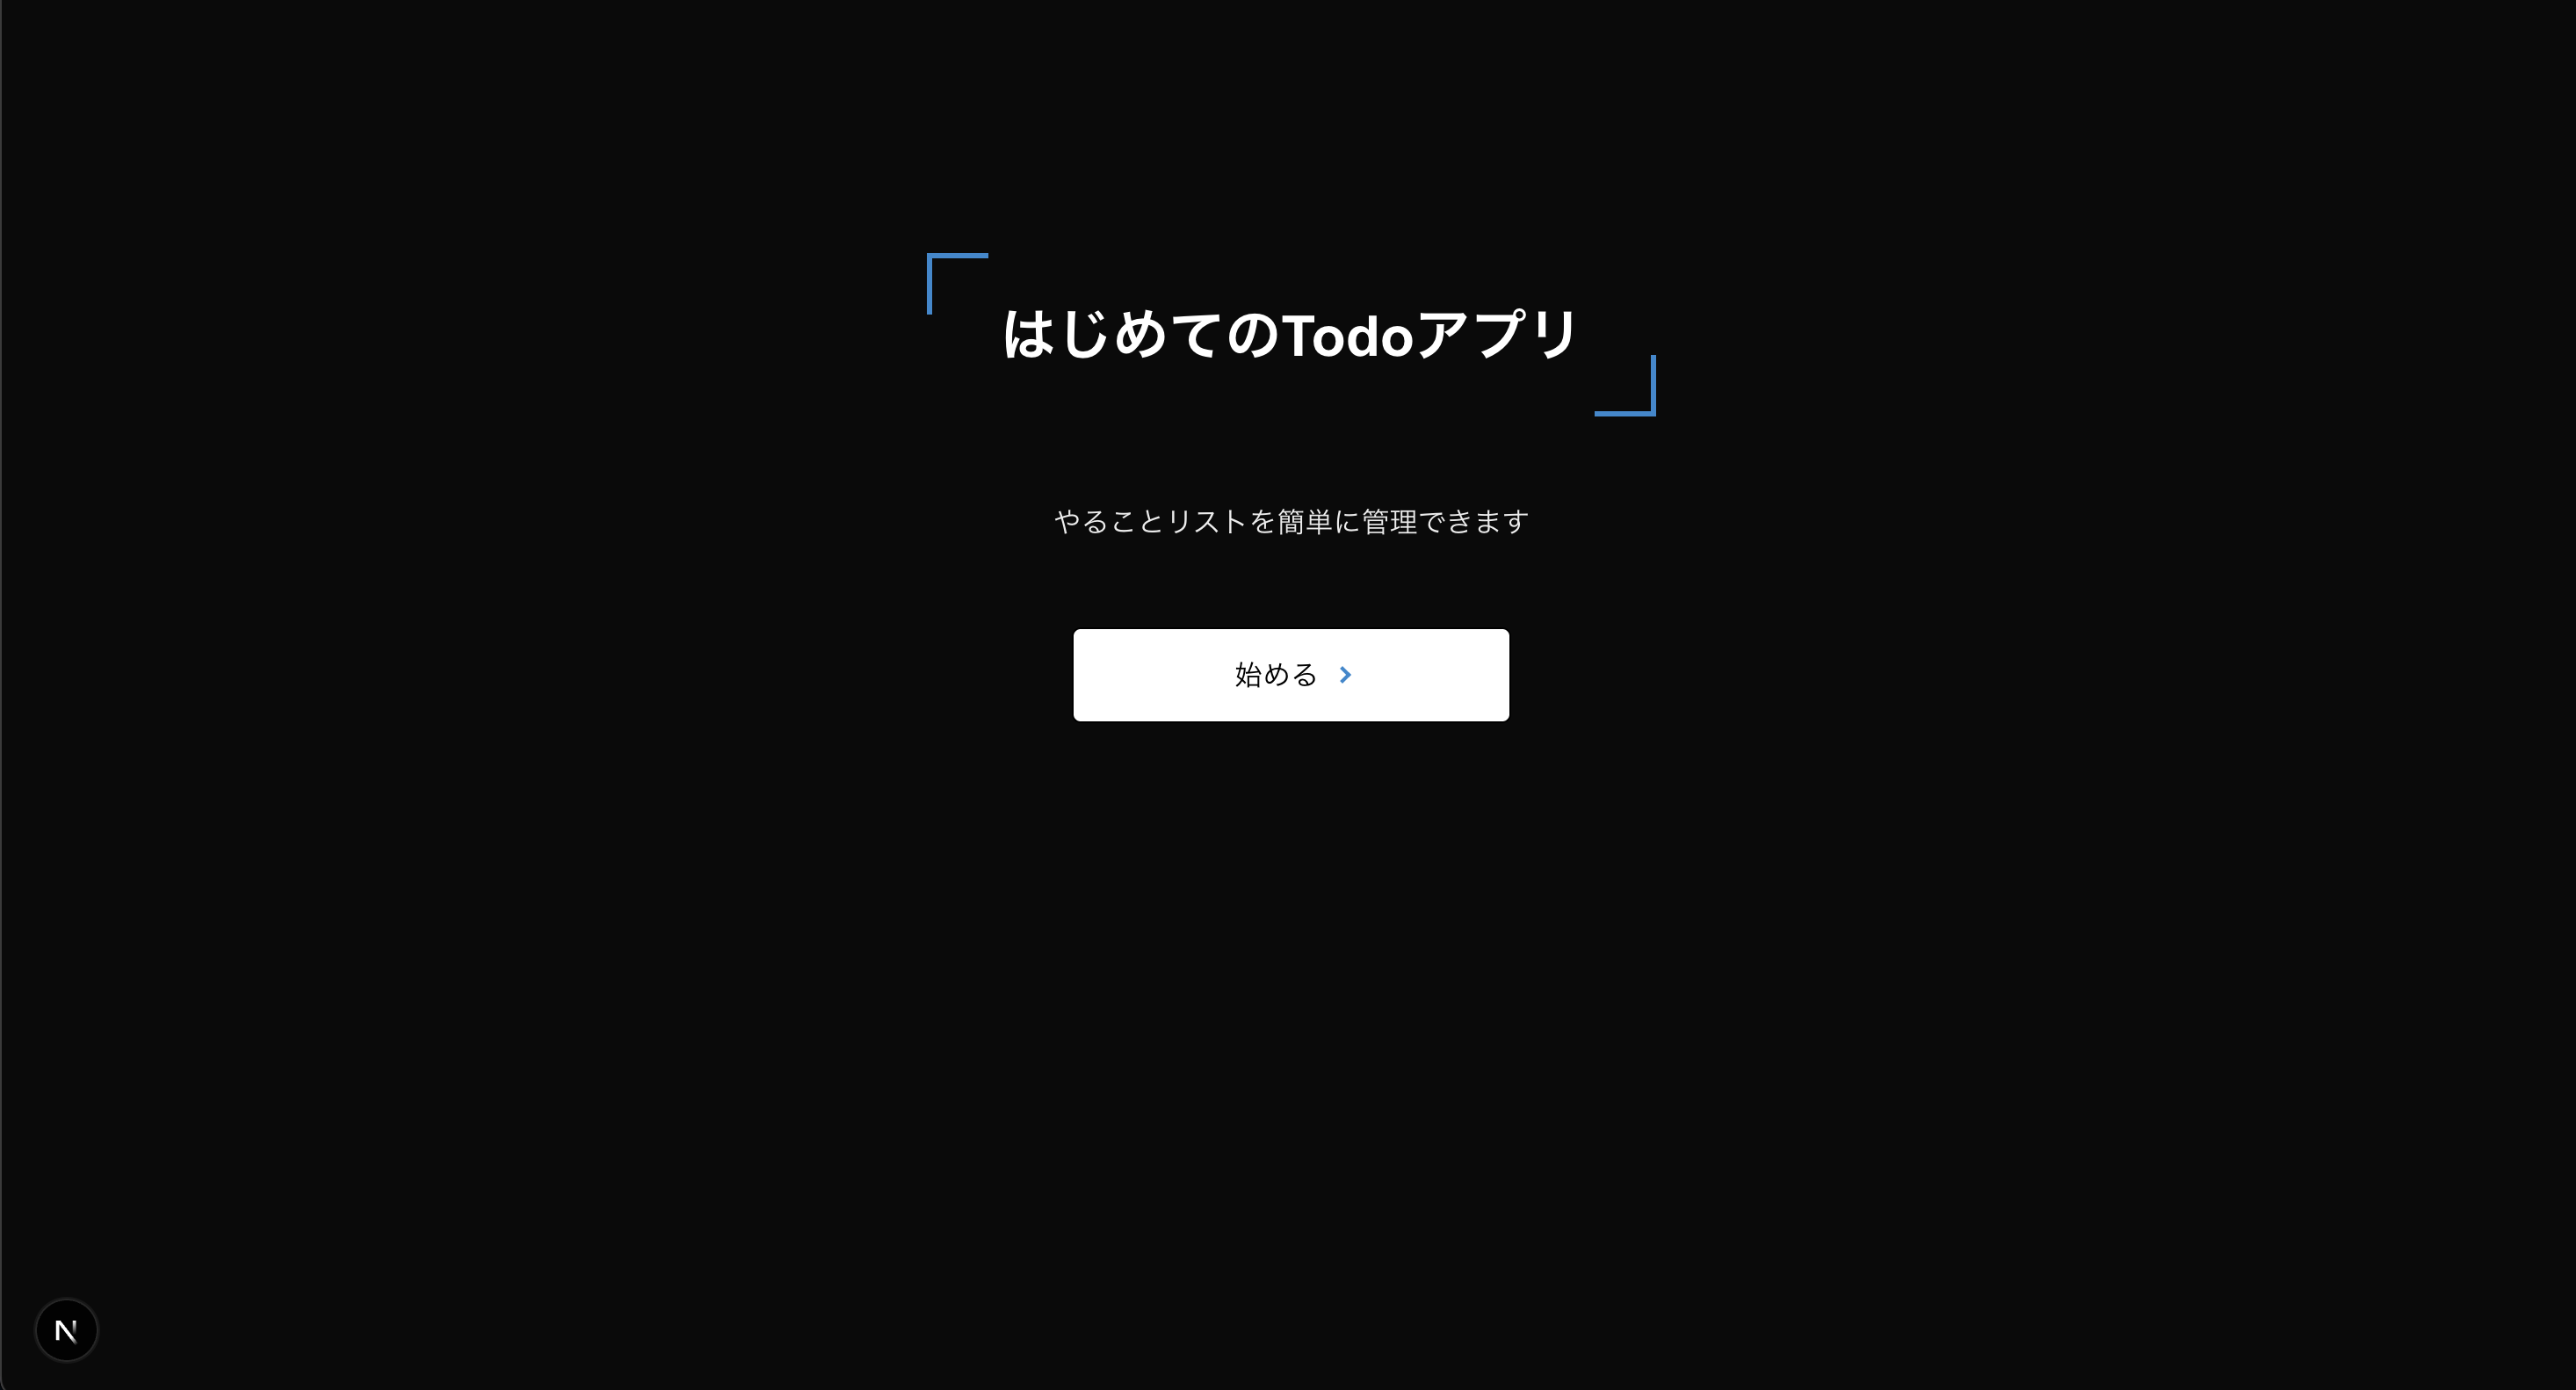 はじめてのTodoアプリ
やることリストを簡単に管理できます
始める
N